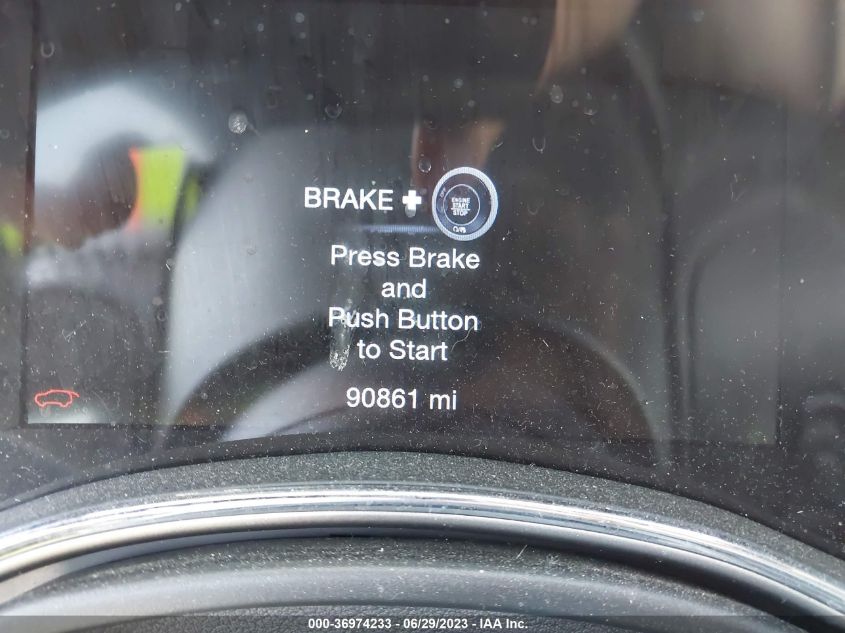 BRAKE + ENGINE START STOP
Press Brake
and
Push Button
to Start
90861 mi
000-36974233 - 06/29/2023 - IAA Inc.